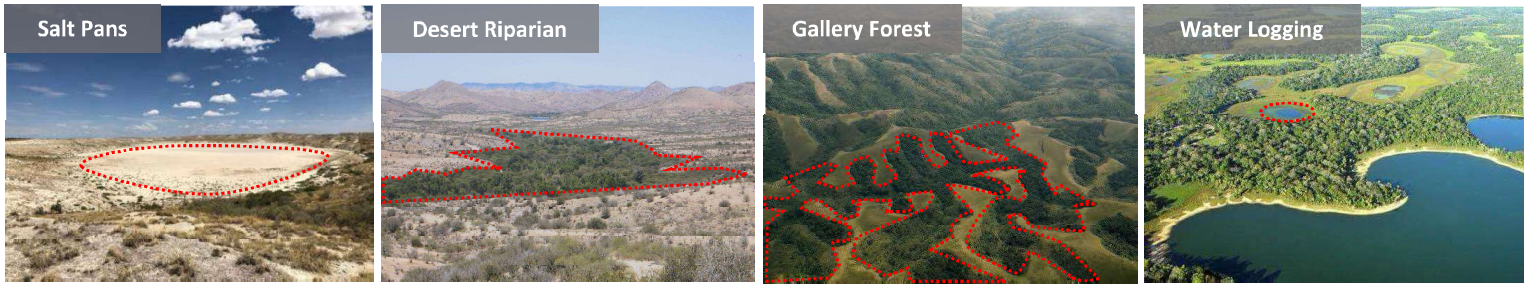 Salt Pans
Desert Riparian
Gallery Forest
Water Logging